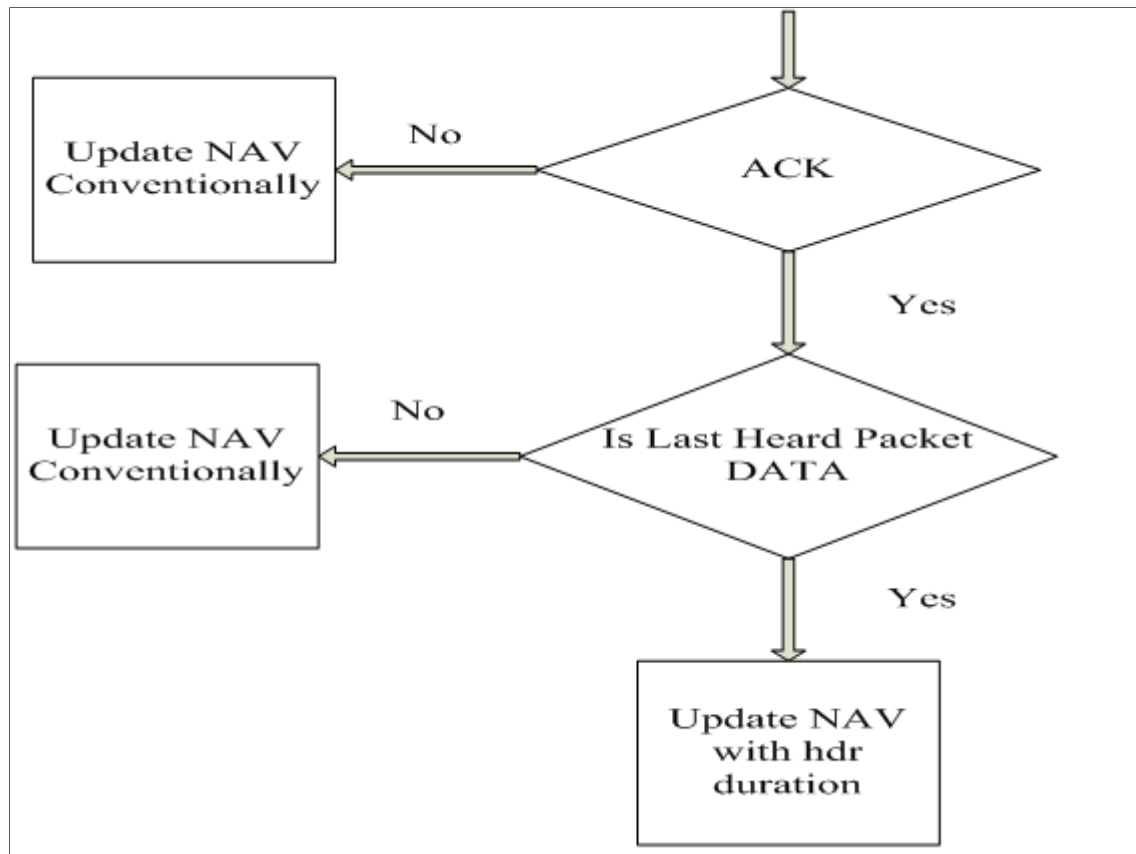 No
Update NAV
Conventionally
ACK
Yes
No
Update NAV
Conventionally
Is Last Heard Packet
DATA
Yes
Update NAV
with hdr
duration